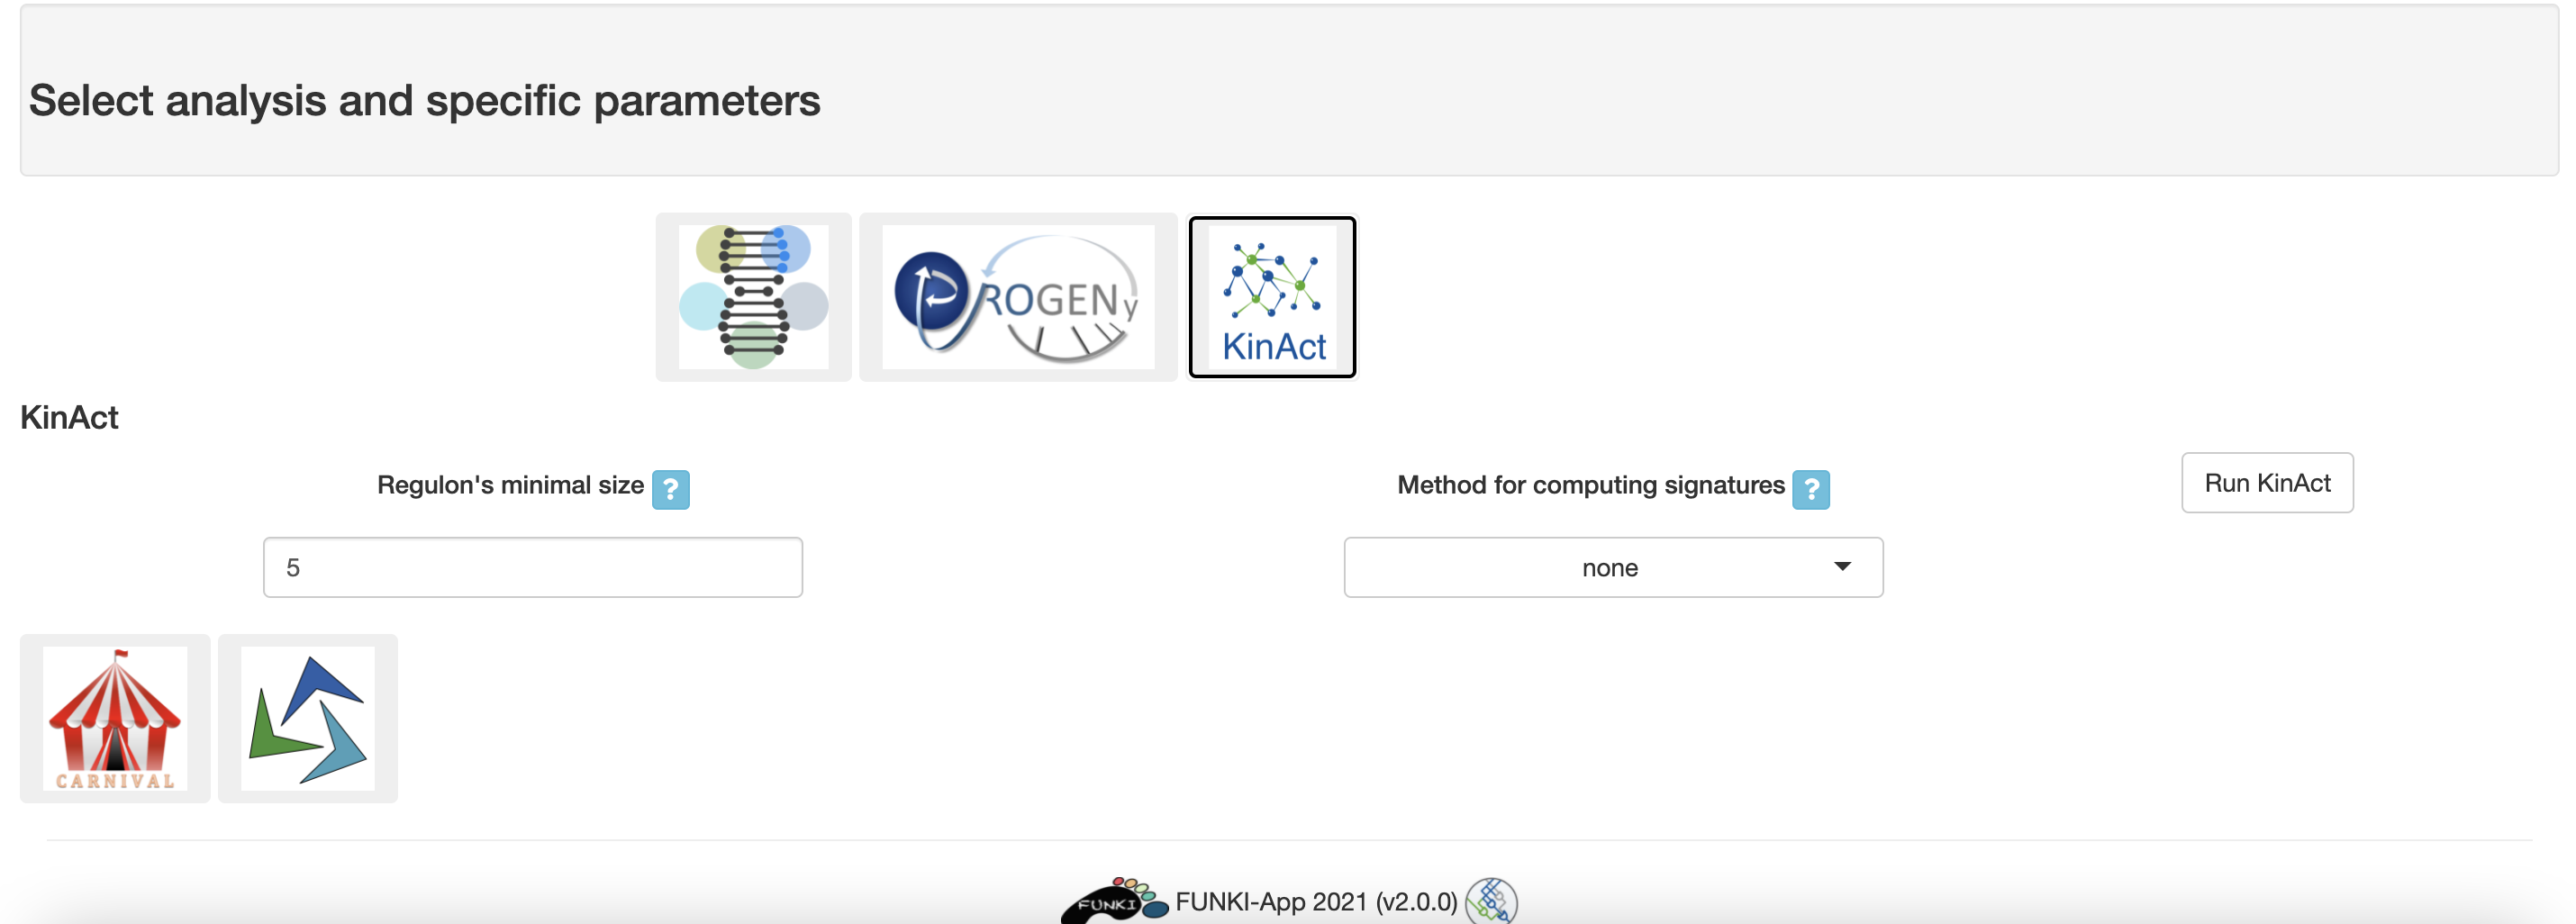 Select analysis and specific parameters
PROGENy
KinAct
KinAct
Regulon's minimal size ?
Method for computing signatures ?
Run KinAct
5
none
CARNIVAL
FUNKI
FUNKI-App 2021 (v2.0.0)